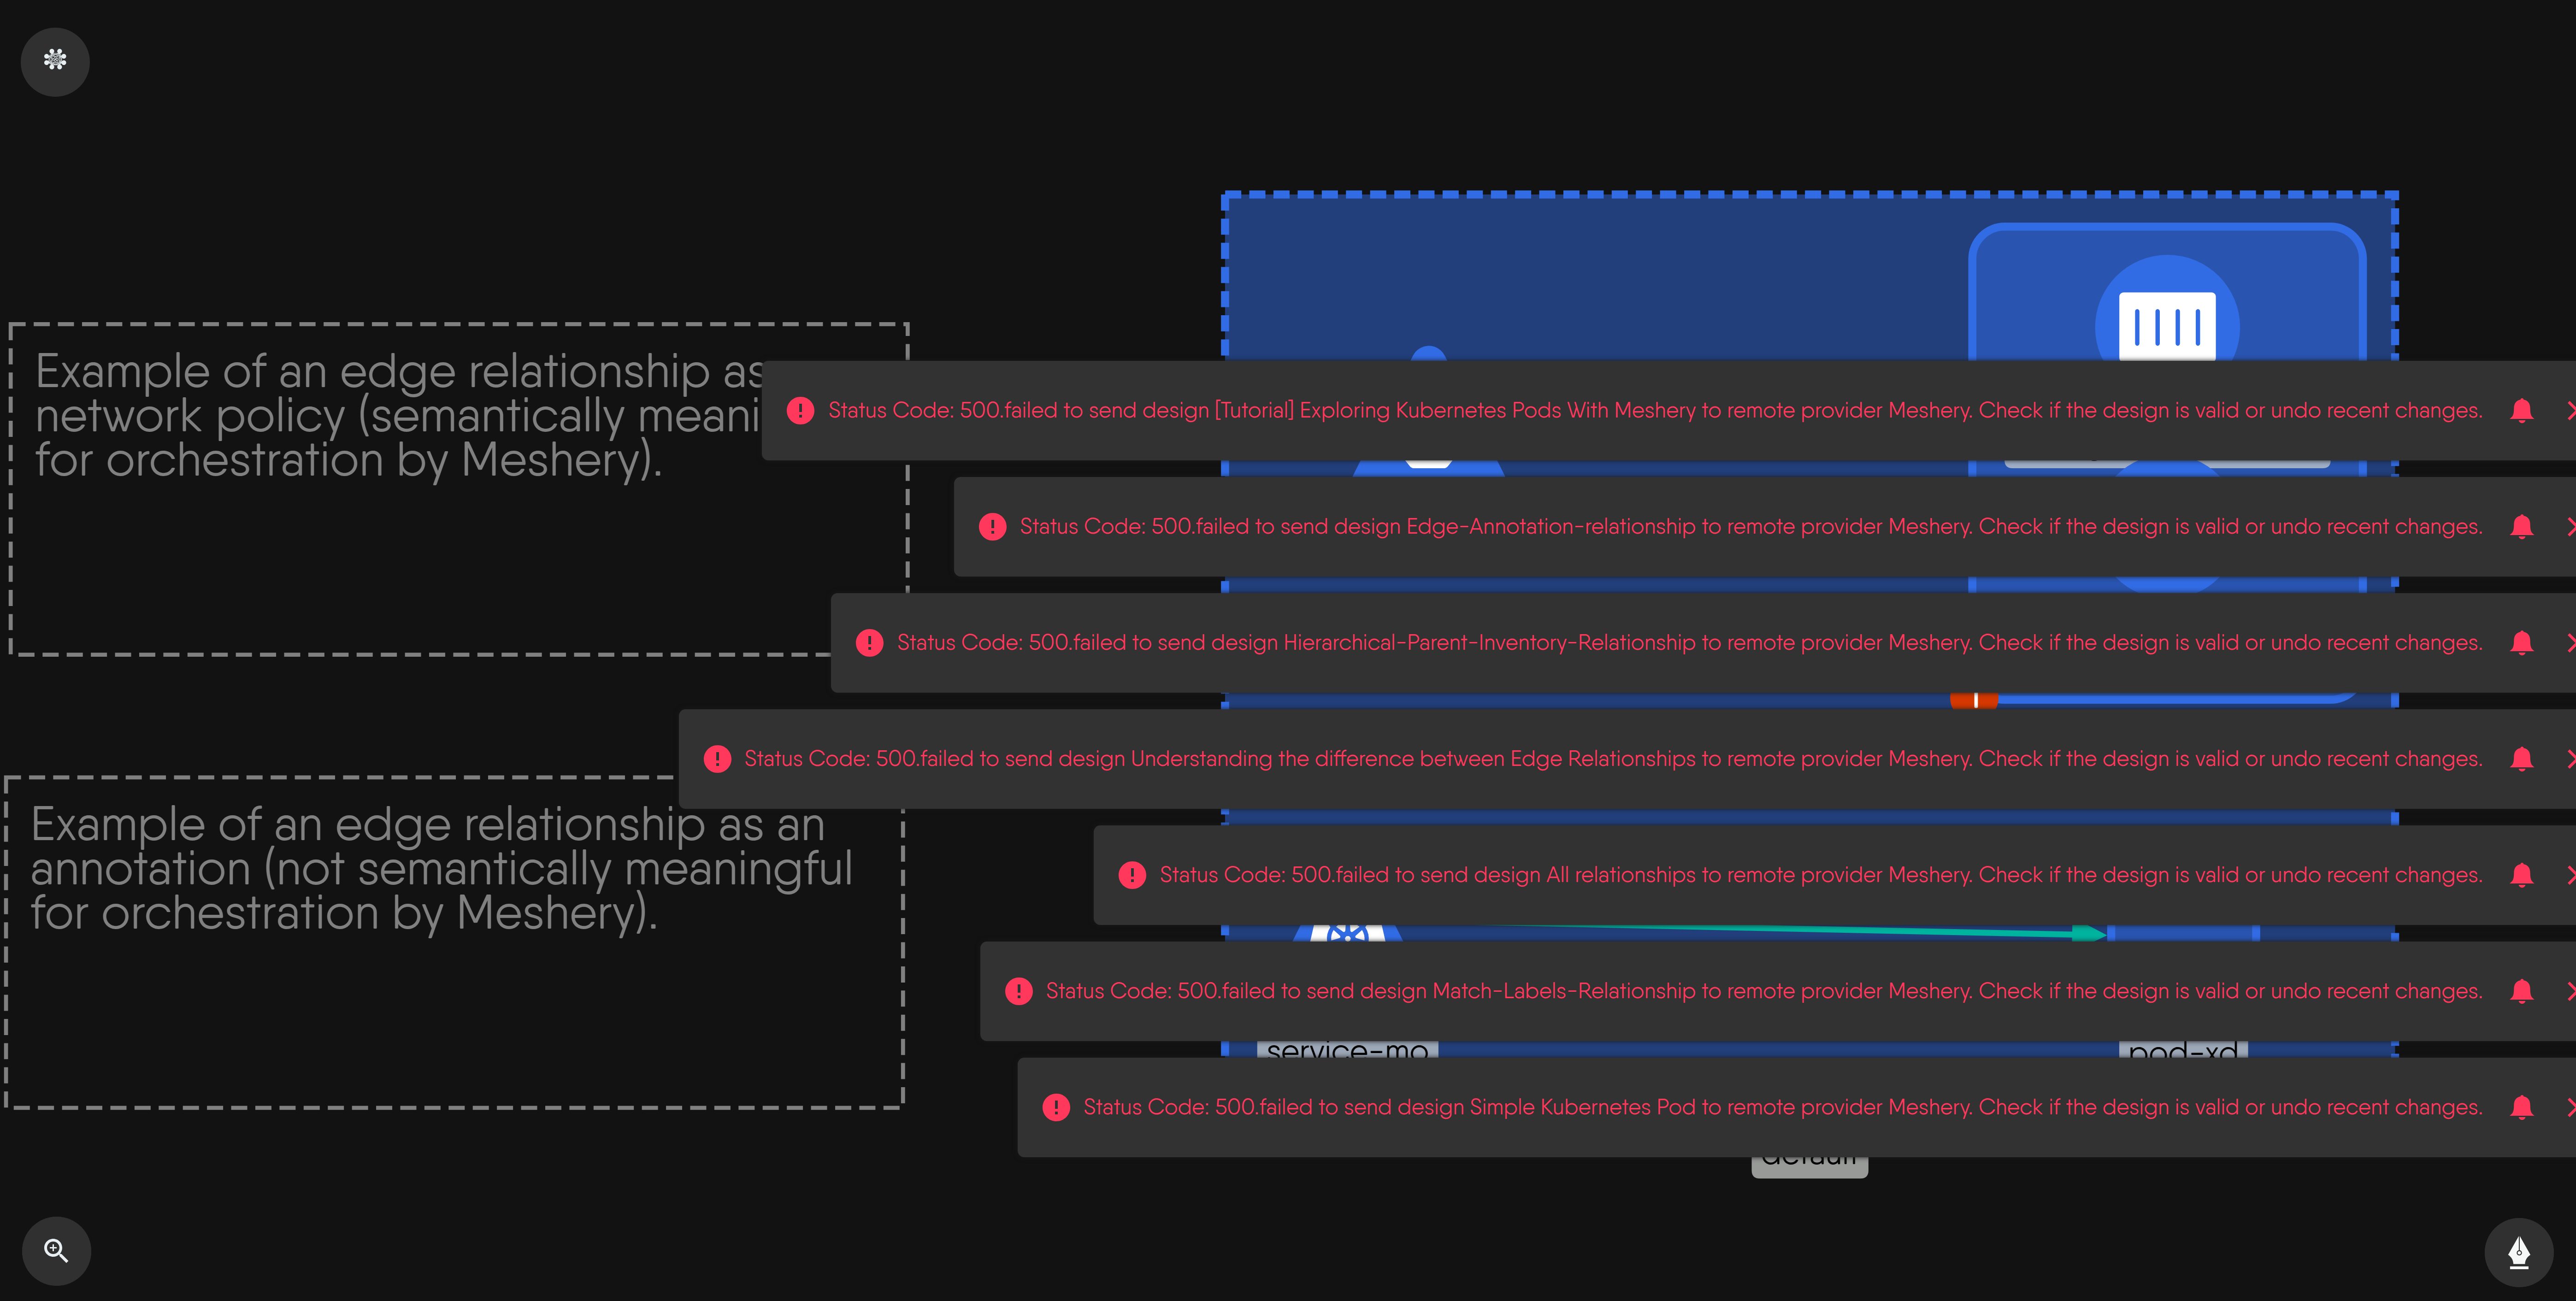 Example of an edge relationship as
network policy (semantically
for orchestration by Meshery).
Status Code: 500.failed to send design [Tutorial] Exploring Kubernetes Pods With Meshery to remote provider Meshery. Check if the design is valid or undo recent changes.
Status Code: 500.failed to send design Edge-Annotation-relationship to remote provider Meshery. Check if the design is valid or undo recent changes.
Status Code: 500.failed to send design Hierarchical-Parent-Inventory-Relationship to remote provider Meshery. Check if the design is valid or undo recent changes.
Status Code: 500.failed to send design Understanding the difference between Edge Relationships to remote provider Meshery. Check if the design is valid or undo recent changes.
Example of an edge relationship as an
annotation (not semantically meaningful
for orchestration by Meshery).
Status Code: 500.failed to send design All relationships to remote provider Meshery. Check if the design is valid or undo recent changes.
Status Code: 500.failed to send design Match-Labels-Relationship to remote provider Meshery. Check if the design is valid or undo recent changes.
service-mo
pod-xd
Status Code: 500.failed to send design Simple Kubernetes Pod to remote provider Meshery. Check if the design is valid or undo recent changes.
default